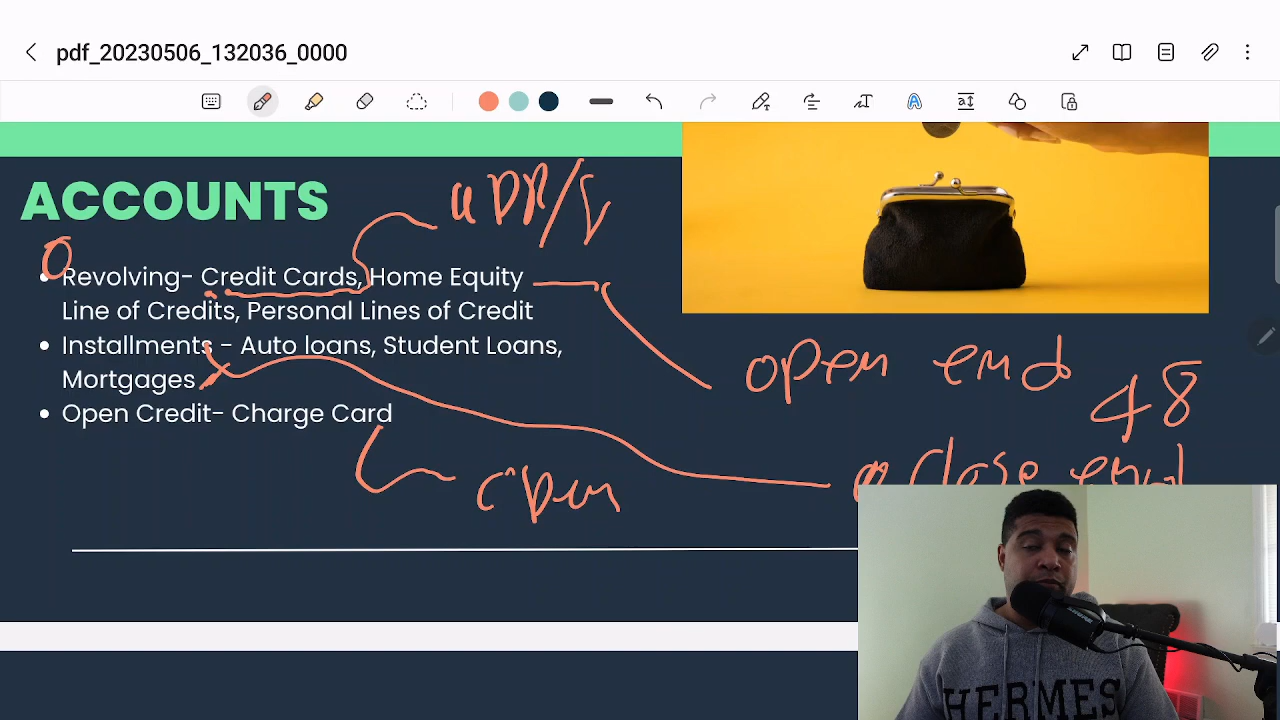 pdf_20230506_132036_0000
ACCOUNTS
Revolving- Credit Cards, Home Equity
Line of Credits, Personal Lines of Credit
Installments - Auto loans, Student Loans,
Mortgages
Open Credit- Charge Card
open end
48
close end
open
HERMES